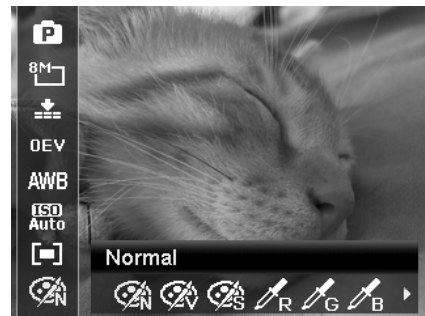 P
8M
0EV
AWB
ISO
Auto
Normal
N
N V S R G B